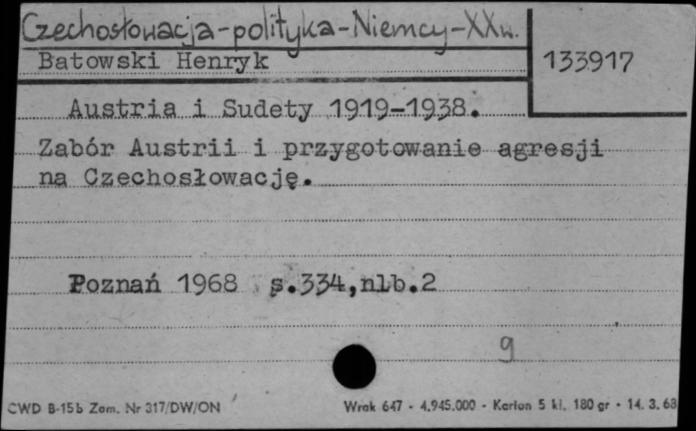 Czechosłowacja-polityka-Niemcy-XXw.
Batowski Henryk
133917
Austria i Sudety 1919-1938.
Zabór Austrii i przygotowanie agresji
na Czechosłowację.
Poznań 1968 s.334,nlb.2
9
CWD B-15b Zam. Nr 317/DW/ON Wrak 647 - 4.945.000 - Karton 5 kl. 180 gr - 14. 3. 68